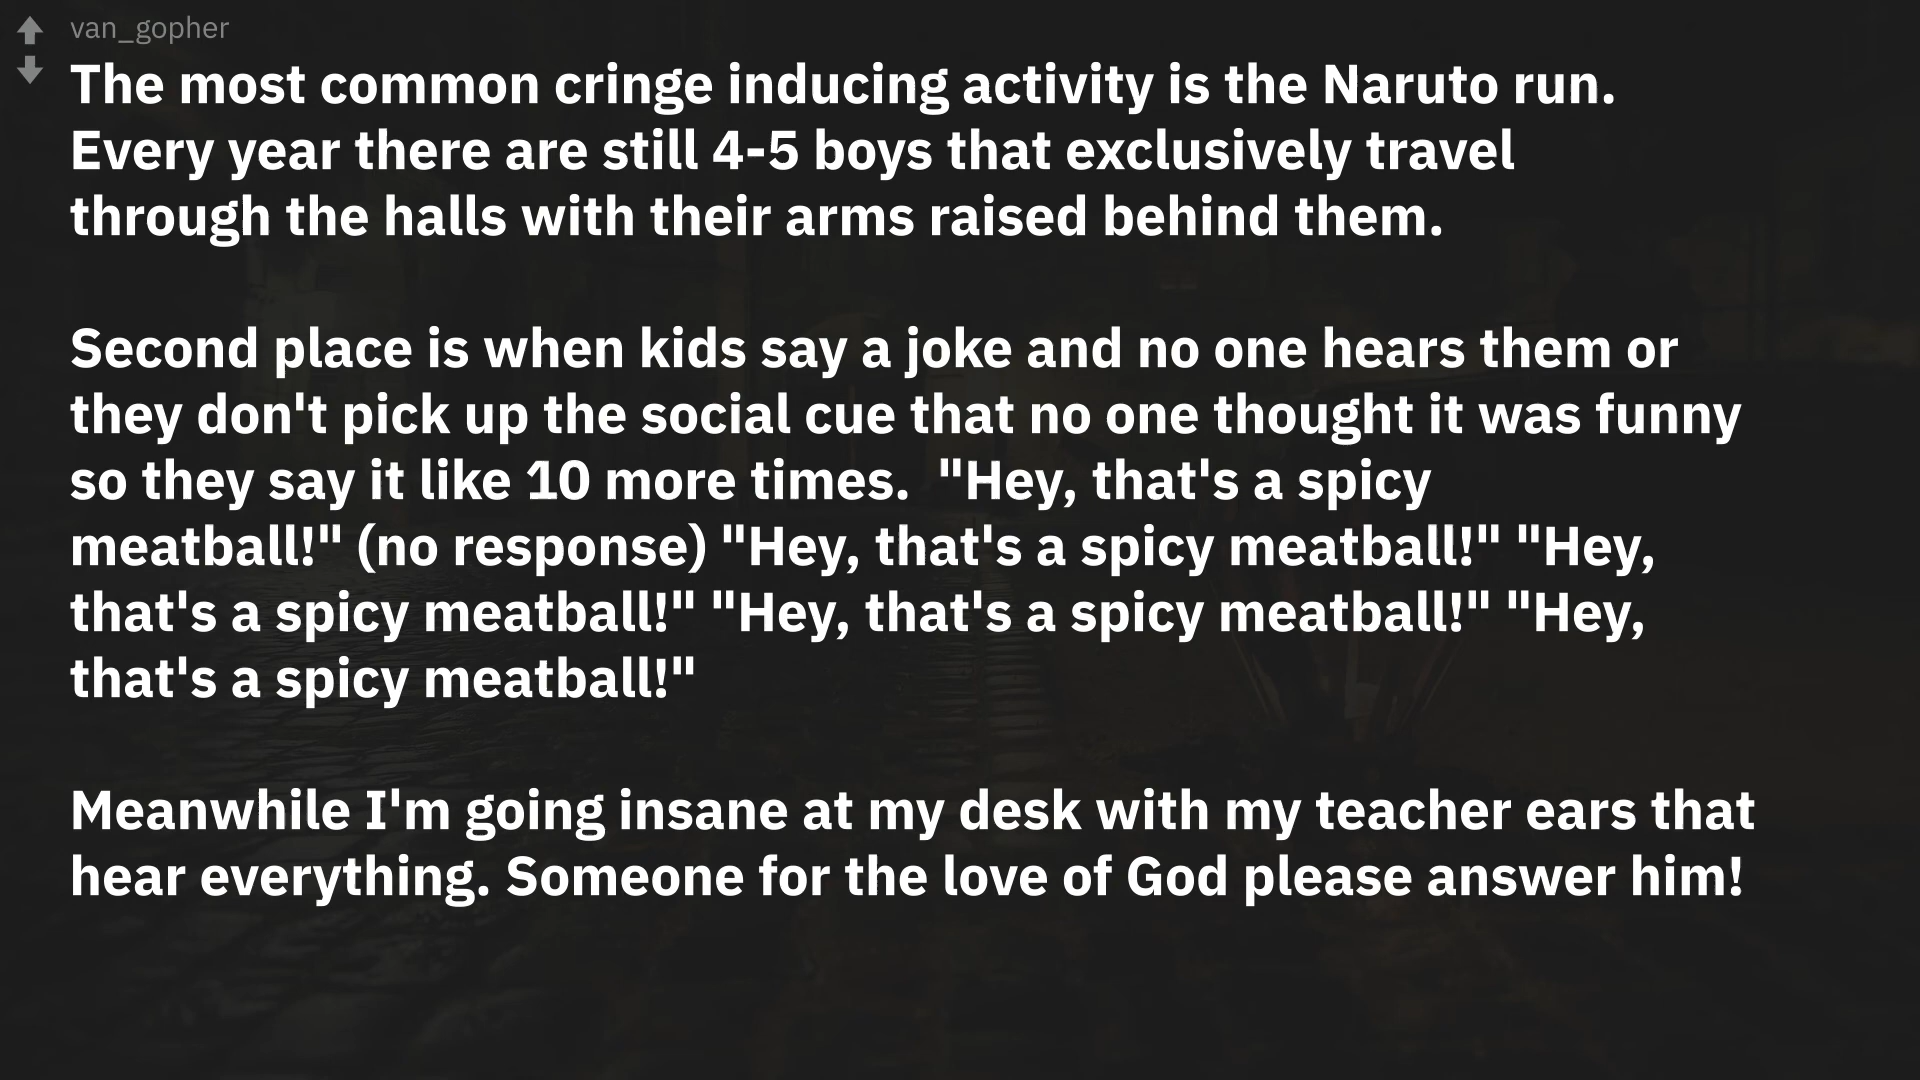 van_gopher
The most common cringe inducing activity is the Naruto run.
Every year there are still 4-5 boys that exclusively travel
through the halls with their arms raised behind them.
Second place is when kids say a joke and no one hears them or
they don't pick up the social cue that no one thought it was funny
so they say it like 10 more times.  "Hey, that's a spicy
meatball!" (no response) "Hey, that's a spicy meatball!" "Hey,
that's a spicy meatball!" "Hey, that's a spicy meatball!" "Hey,
that's a spicy meatball!"
Meanwhile I'm going insane at my desk with my teacher ears that
hear everything. Someone for the love of God please answer him!